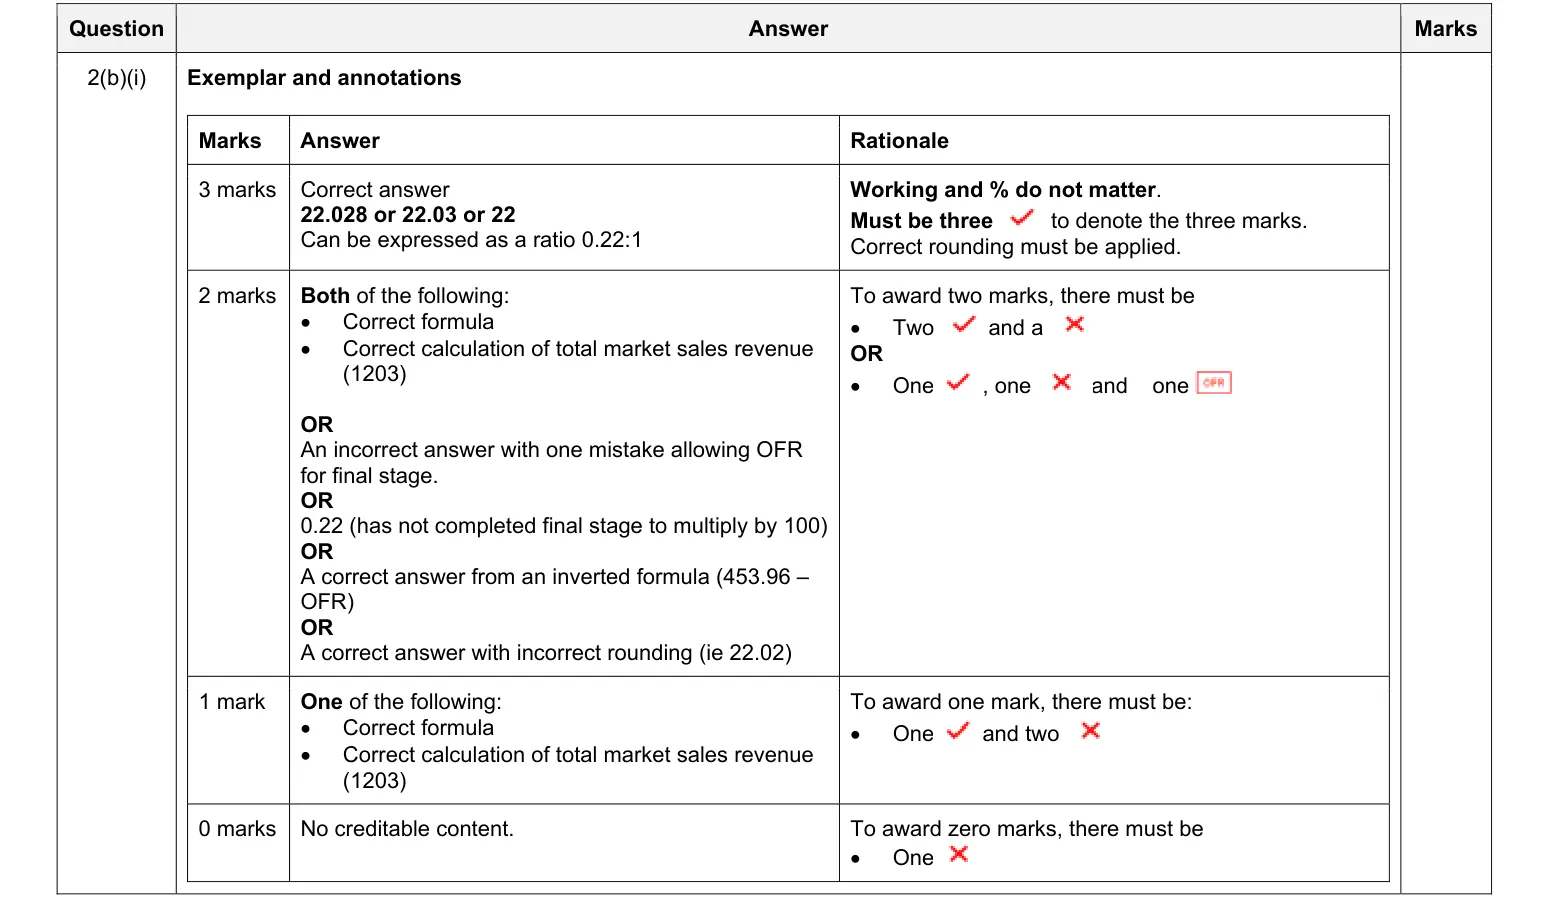 Question Answer Marks
2(b)(i) Exemplar and annotations
Marks Answer Rationale
3 marks Correct answer
22.028 or 22.03 or 22
Can be expressed as a ratio 0.22:1
Working and % do not matter.
Must be three ✓ to denote the three marks.
Correct rounding must be applied.
2 marks Both of the following:
• Correct formula
• Correct calculation of total market sales revenue
(1203)
OR
An incorrect answer with one mistake allowing OFR
for final stage.
OR
0.22 (has not completed final stage to multiply by 100)
OR
A correct answer from an inverted formula (453.96 –
OFR)
OR
A correct answer with incorrect rounding (ie 22.02)
To award two marks, there must be
• Two ✓ and a ✗
OR
• One ✓ , one ✗ and one OFR
1 mark One of the following:
• Correct formula
• Correct calculation of total market sales revenue
(1203)
To award one mark, there must be:
• One ✓ and two ✗
0 marks No creditable content.
To award zero marks, there must be
• One ✗